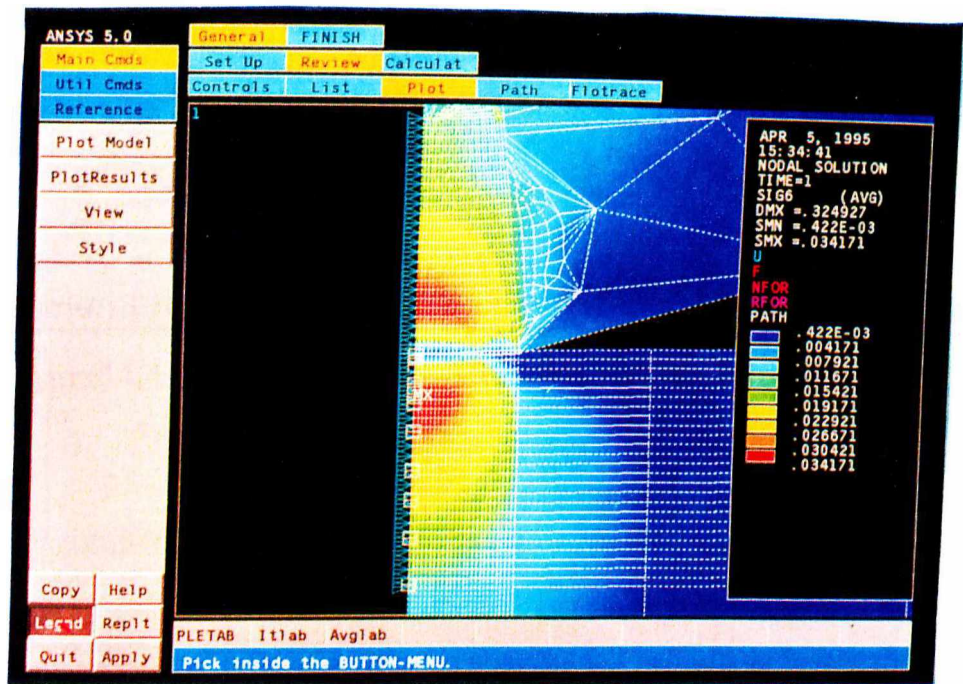 ANSYS 5.0
General FINISH
Main Cmds
Set Up Review Calculat
Util Cmds
Controls List Plot Path Flotrace
Reference
Plot Model
PlotResults
View
Style
1
APR 5, 1995
15:34:41
NODAL SOLUTION
TIME=1
SIG6 (AVG)
DMX =.324927
SMN =.422E-03
SMX =.034171
U
F
NFOR
RFOR
PATH
.422E-03
.004171
.007921
.011671
.015421
.019171
.022921
.026671
.030421
.034171
MX
Copy Help
Legnd Replt
Quit Apply
PLETAB Itlab Avglab
Pick inside the BUTTON-MENU.